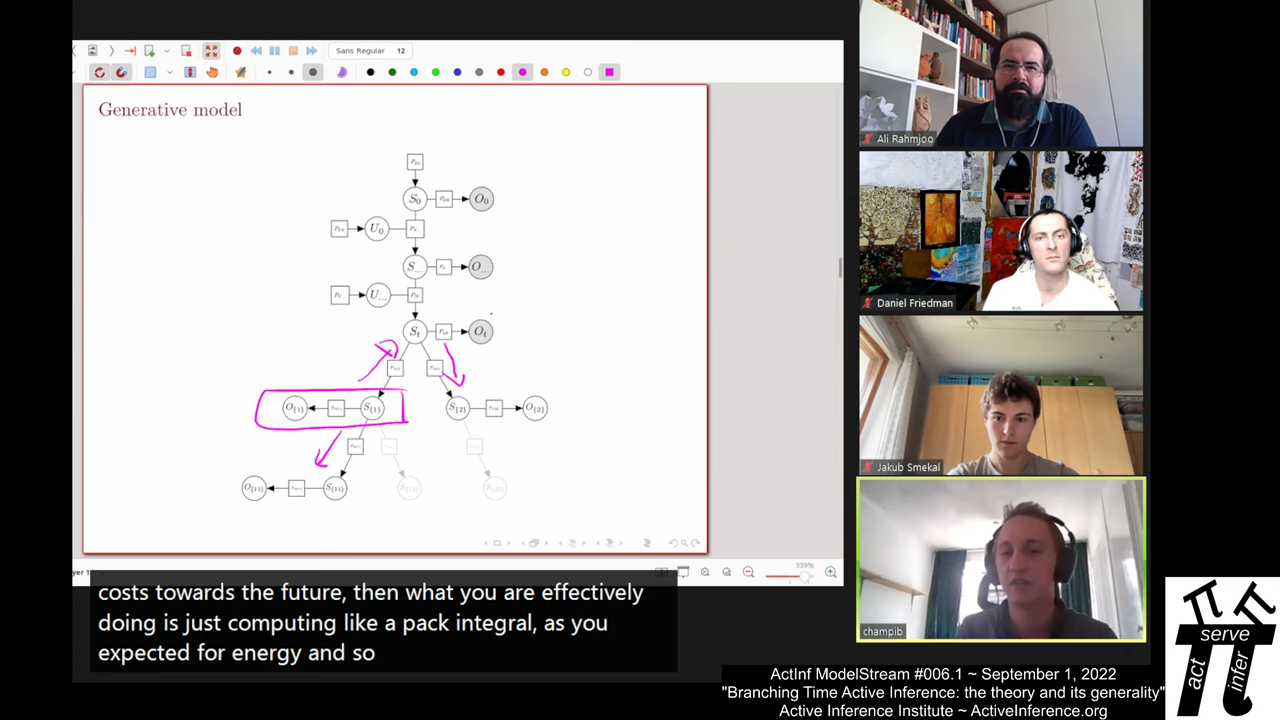 Sans Regular 12
Generative model
S0
O0
U0
S...
O...
U...
St
Ot
O{1}
S{1}
S{2}
O{2}
O{11}
S{11}
339%
costs towards the future, then what you are effectively
doing is just computing like a pack integral, as you
expected for energy and so
Ali Rahmjoo
Daniel Friedman
Jakub Smekal
champib
ActInf ModelStream #006.1 ~ September 1, 2022
"Branching Time Active Inference: the theory and its generality"
Active Inference Institute ~ ActiveInference.org
serve
act
infer